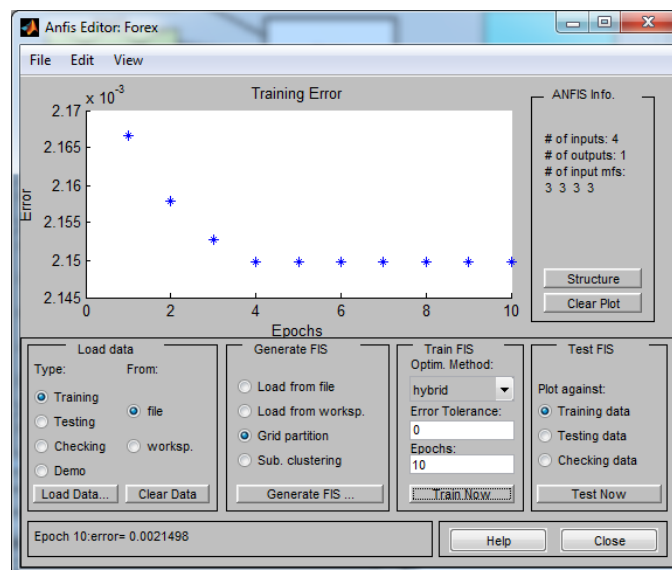 Anfis Editor: Forex
File Edit View
x 10^-3
Training Error
2.17
2.165
2.16
2.155
2.15
2.145
Error
0 2 4 6 8 10
Epochs
ANFIS Info.
# of inputs: 4
# of outputs: 1
# of input mfs:
3 3 3 3
Structure
Clear Plot
Load data
Type: From:
Training
Testing
Checking
Demo
file
worksp.
Load Data... Clear Data
Generate FIS
Load from file
Load from worksp.
Grid partition
Sub. clustering
Generate FIS ...
Train FIS
Optim. Method:
hybrid
Error Tolerance:
0
Epochs:
10
Train Now
Test FIS
Plot against:
Training data
Testing data
Checking data
Test Now
Epoch 10:error= 0.0021498
Help Close